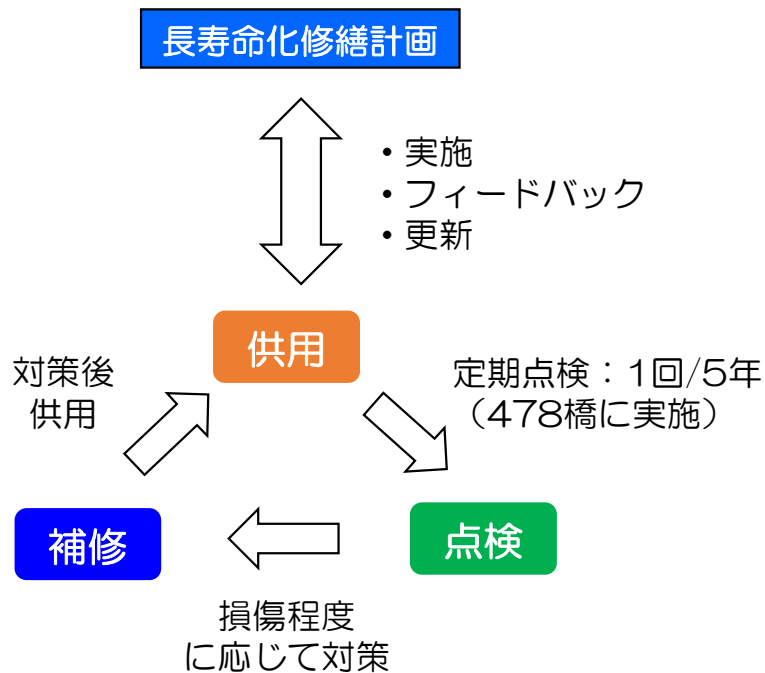 長寿命化修繕計画
・実施
・フィードバック
・更新
供用
対策後
供用
定期点検：1回/5年
（478橋に実施）
補修
点検
損傷程度
に応じて対策